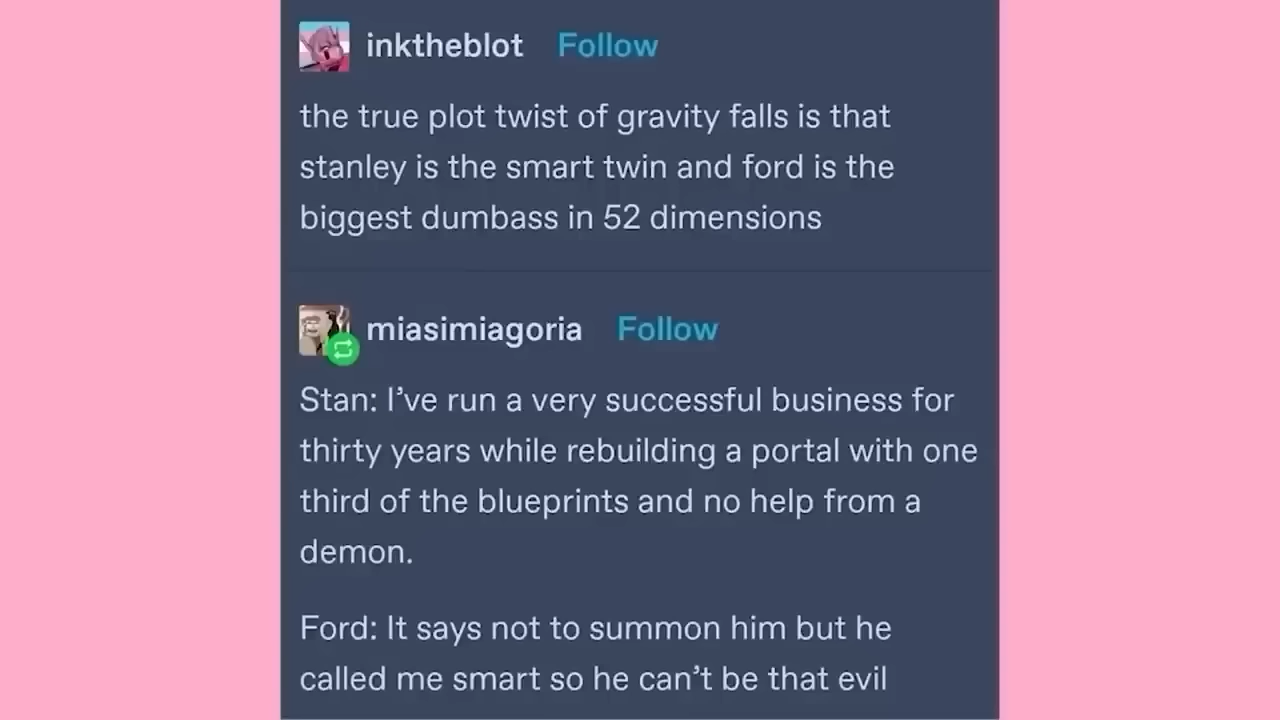 inktheblot Follow
the true plot twist of gravity falls is that
stanley is the smart twin and ford is the
biggest dumbass in 52 dimensions
miasimiagoria Follow
Stan: I’ve run a very successful business for
thirty years while rebuilding a portal with one
third of the blueprints and no help from a
demon.
Ford: It says not to summon him but he
called me smart so he can’t be that evil